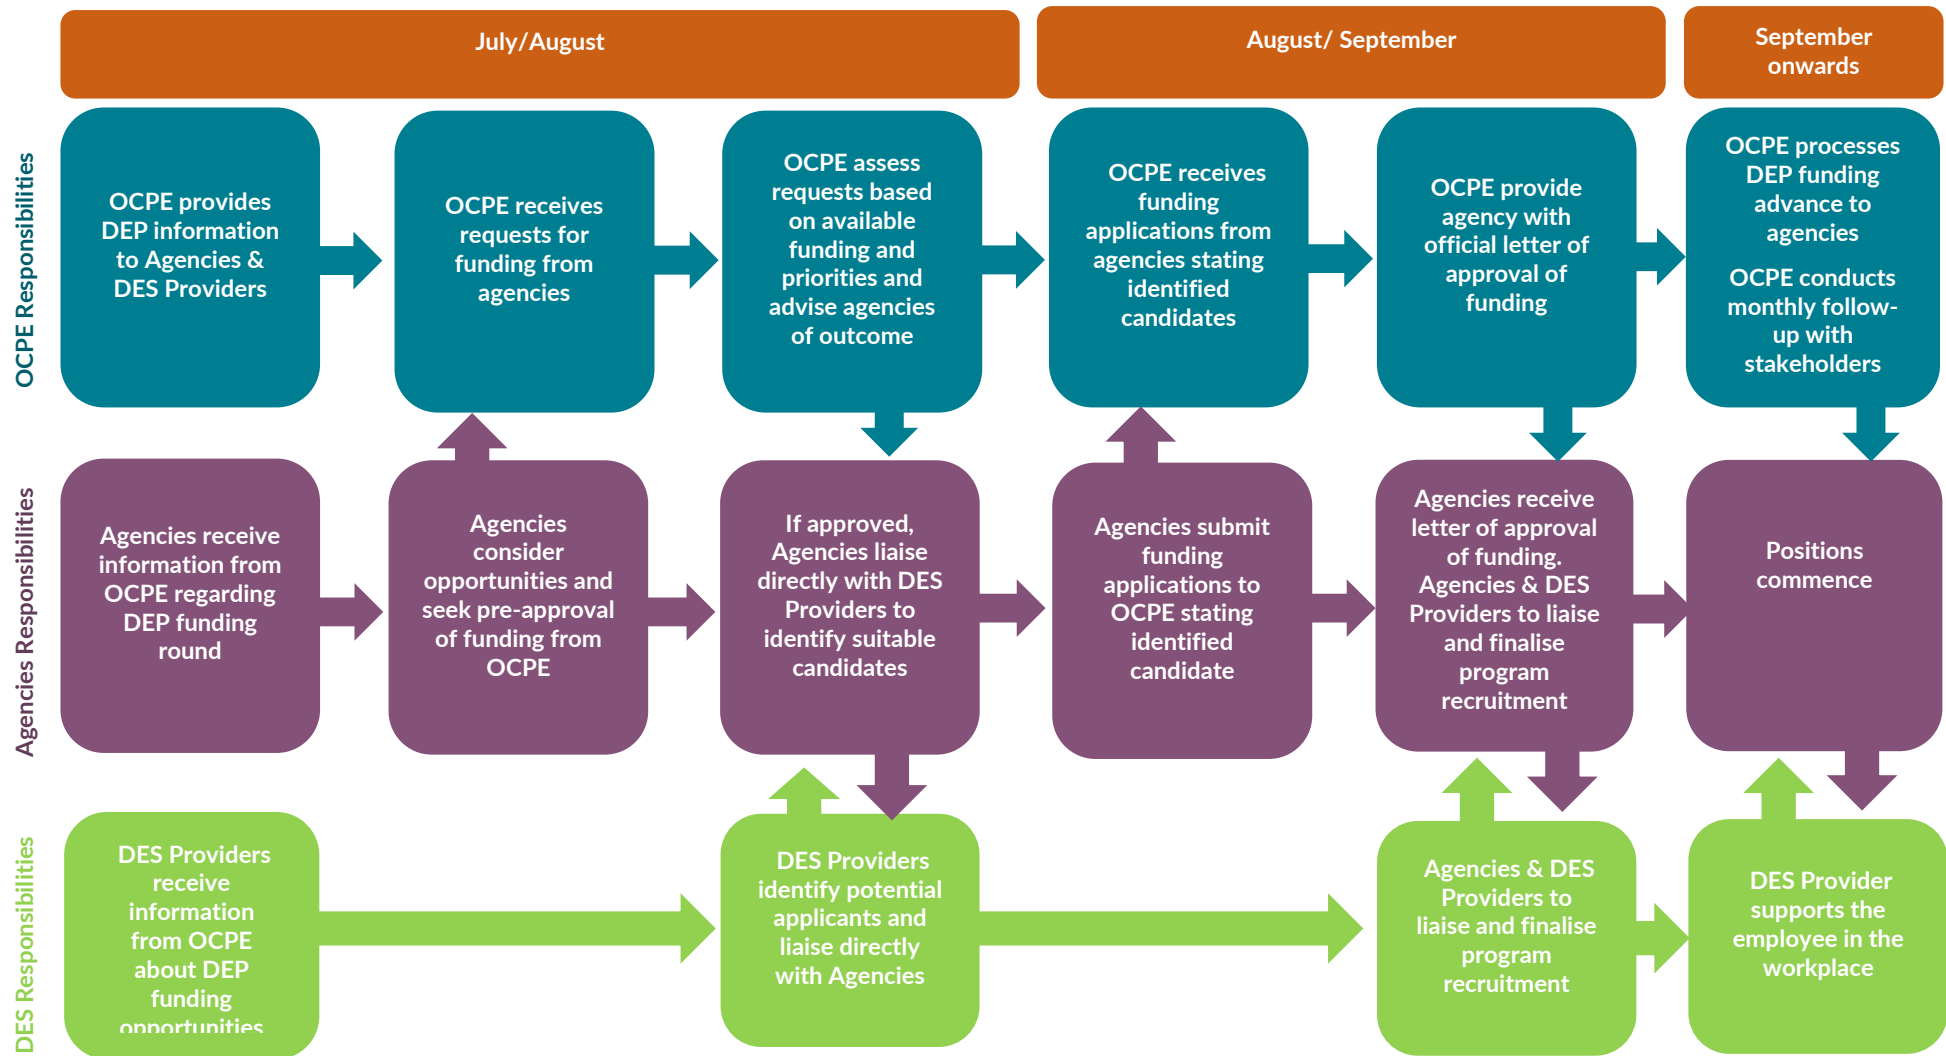 July/August
August/ September
September
onwards
OCPE Responsibilities
OCPE provides
DEP information
to Agencies &
DES Providers
OCPE receives
requests for
funding from
agencies
OCPE assess
requests based
on available
funding and
priorities and
advise agencies
of outcome
OCPE receives
funding
applications from
agencies stating
identified
candidates
OCPE provide
agency with
official letter of
approval of
funding
OCPE processes
DEP funding
advance to
agencies
OCPE conducts
monthly follow-
up with
stakeholders
Agencies Responsibilities
Agencies receive
information from
OCPE regarding
DEP funding
round
Agencies
consider
opportunities and
seek pre-approval
of funding from
OCPE
If approved,
Agencies liaise
directly with DES
Providers to
identify suitable
candidates
Agencies submit
funding
applications to
OCPE stating
identified
candidate
Agencies receive
letter of approval
of funding.
Agencies & DES
Providers to liaise
and finalise
program
recruitment
Positions
commence
DES Responsibilities
DES Providers
receive
information
from OCPE
about DEP
funding
opportunities
DES Providers
identify potential
applicants and
liaise directly
with Agencies
Agencies & DES
Providers to
liaise and finalise
program
recruitment
DES Provider
supports the
employee in the
workplace